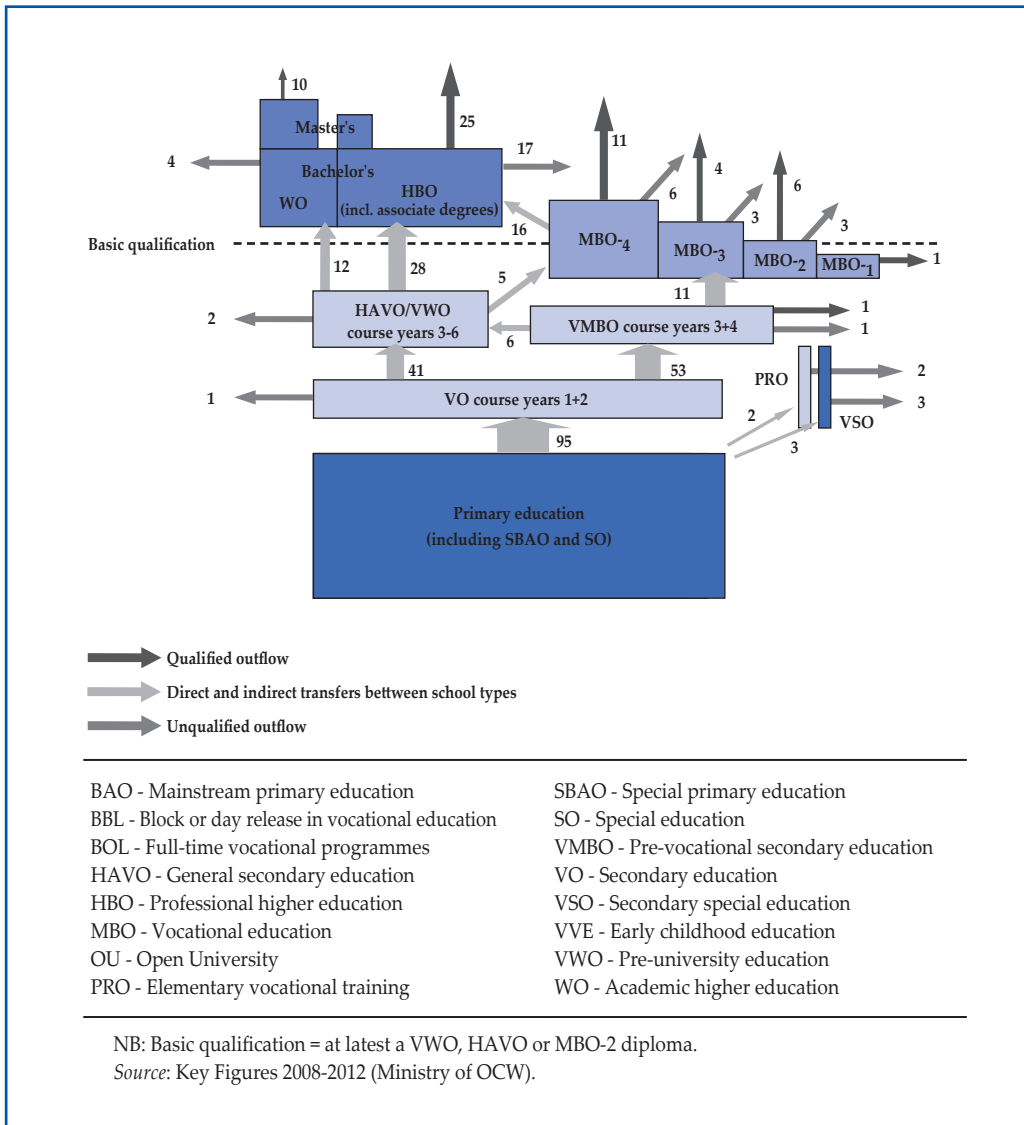 10
Master's
25
4
Bachelor's
17
WO
HBO
(incl. associate degrees)
11
6
4
3
6
3
16
MBO-4
MBO-3
MBO-2
MBO-1
1
Basic qualification
12
28
5
11
2
HAVO/VWO
course years 3-6
6
VMBO course years 3+4
1
1
41
53
PRO
2
1
VO course years 1+2
2
3
VSO
95
3
Primary education
(including SBAO and SO)
Qualified outflow
Direct and indirect transfers bettween school types
Unqualified outflow
BAO - Mainstream primary education
BBL - Block or day release in vocational education
BOL - Full-time vocational programmes
HAVO - General secondary education
HBO - Professional higher education
MBO - Vocational education
OU - Open University
PRO - Elementary vocational training
SBAO - Special primary education
SO - Special education
VMBO - Pre-vocational secondary education
VO - Secondary education
VSO - Secondary special education
VVE - Early childhood education
VWO - Pre-university education
WO - Academic higher education
NB: Basic qualification = at latest a VWO, HAVO or MBO-2 diploma.
Source: Key Figures 2008-2012 (Ministry of OCW).